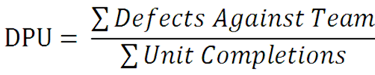 DPU = ∑ Defects Against Team
∑ Unit Completions